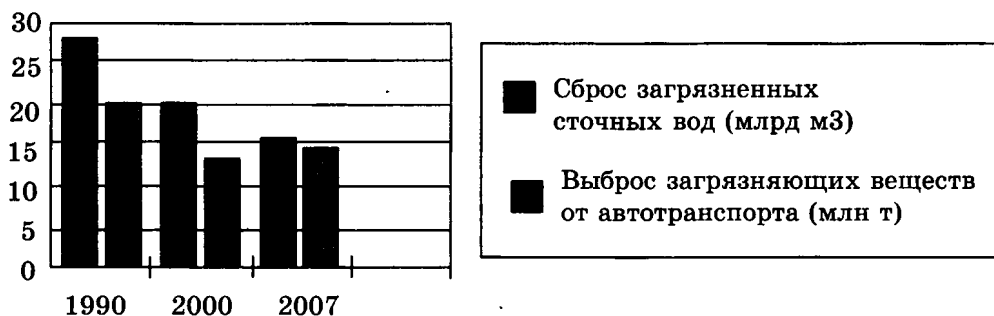 30
25
20
15
10
5
0
1990 2000 2007
Сброс загрязненных
сточных вод (млрд м3)
Выброс загрязняющих веществ
от автотранспорта (млн т)